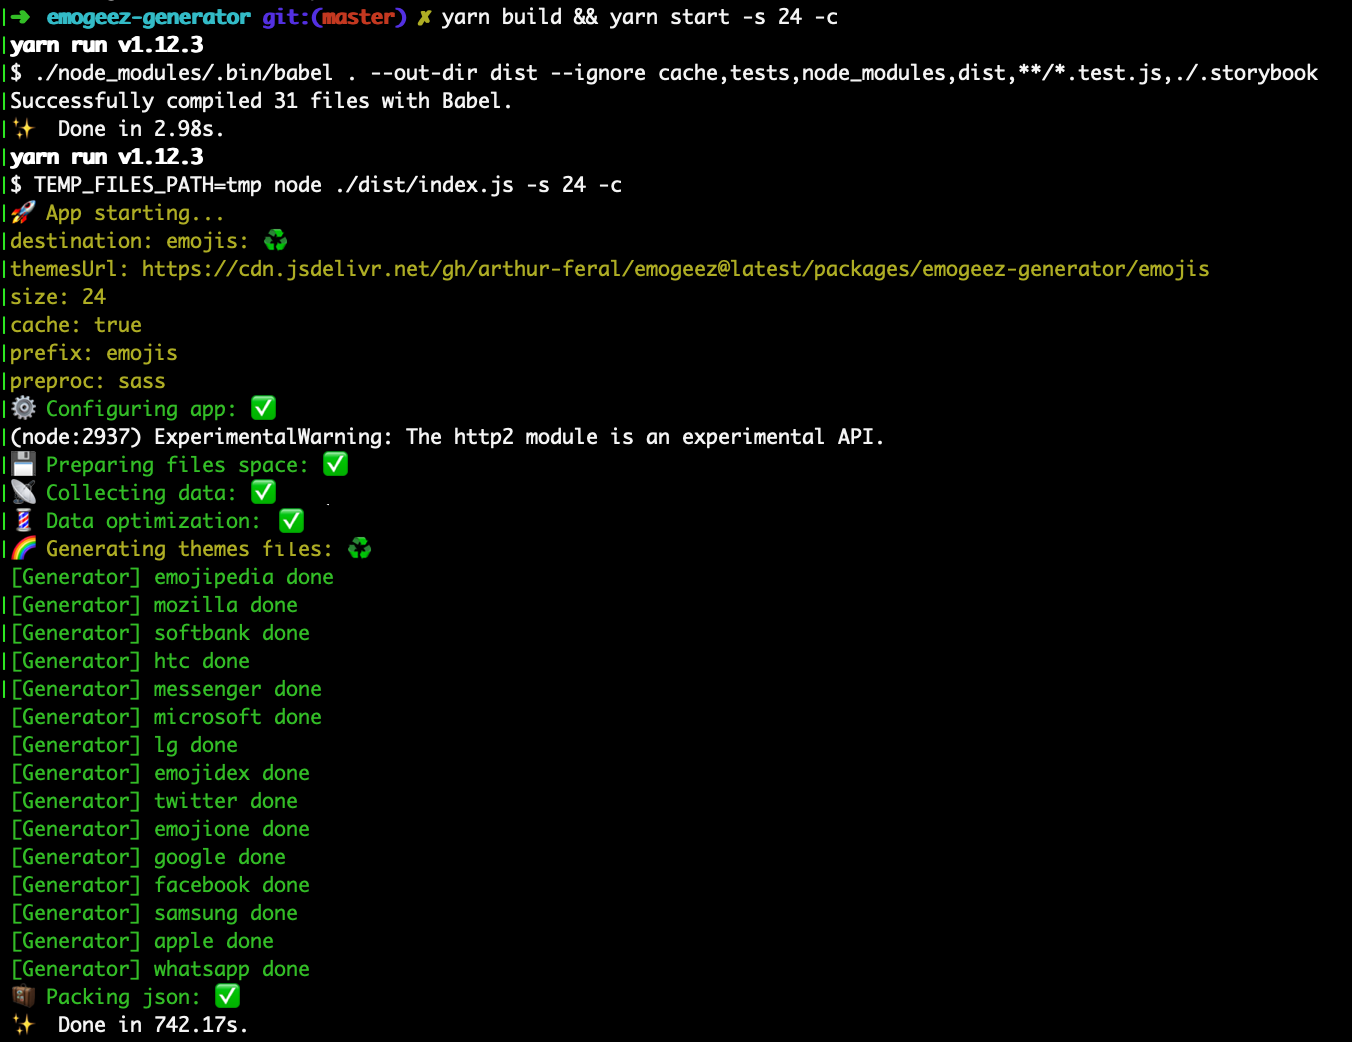 ➜ emogeez-generator git:(master) ✗ yarn build && yarn start -s 24 -c
yarn run v1.12.3
$ ./node_modules/.bin/babel . --out-dir dist --ignore cache,tests,node_modules,dist,**/*.test.js,./.storybook
Successfully compiled 31 files with Babel.
✨ Done in 2.98s.
yarn run v1.12.3
$ TEMP_FILES_PATH=tmp node ./dist/index.js -s 24 -c
🚀 App starting...
destination: emojis: ♻️
themesUrl: https://cdn.jsdelivr.net/gh/arthur-feral/emogeez@latest/packages/emogeez-generator/emojis
size: 24
cache: true
prefix: emojis
preproc: sass
⚙️ Configuring app: ✅
(node:2937) ExperimentalWarning: The http2 module is an experimental API.
💾 Preparing files space: ✅
📡 Collecting data: ✅
💈 Data optimization: ✅
🌈 Generating themes files: ♻️
[Generator] emojipedia done
[Generator] mozilla done
[Generator] softbank done
[Generator] htc done
[Generator] messenger done
[Generator] microsoft done
[Generator] lg done
[Generator] emojidex done
[Generator] twitter done
[Generator] emojione done
[Generator] google done
[Generator] facebook done
[Generator] samsung done
[Generator] apple done
[Generator] whatsapp done
💼 Packing json: ✅
✨ Done in 742.17s.